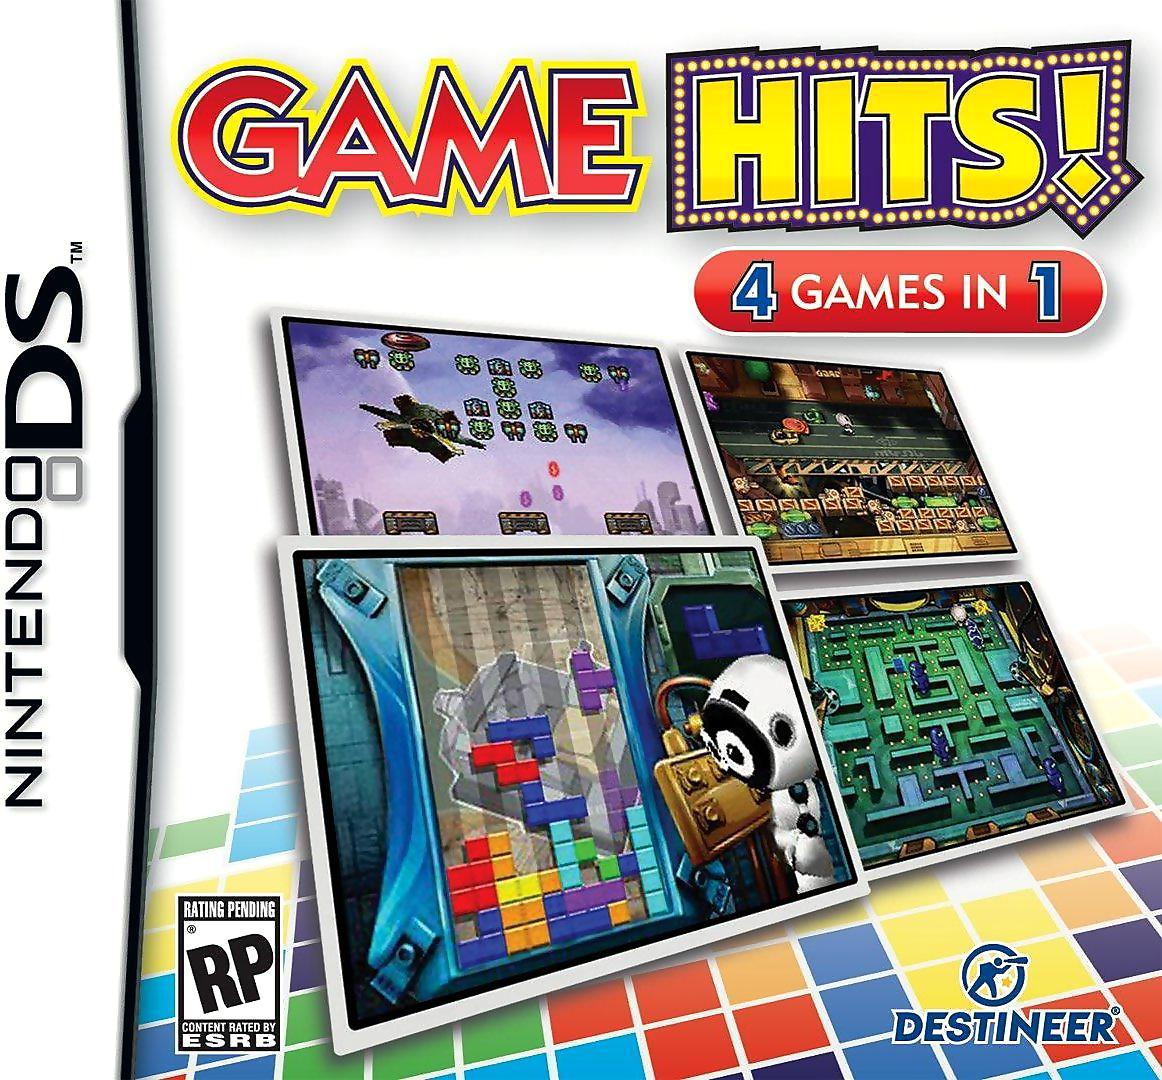 GAME HITS!
4 GAMES IN 1
NINTENDO DS™
RATING PENDING
RP®
CONTENT RATED BY
ESRB
DESTINEER®